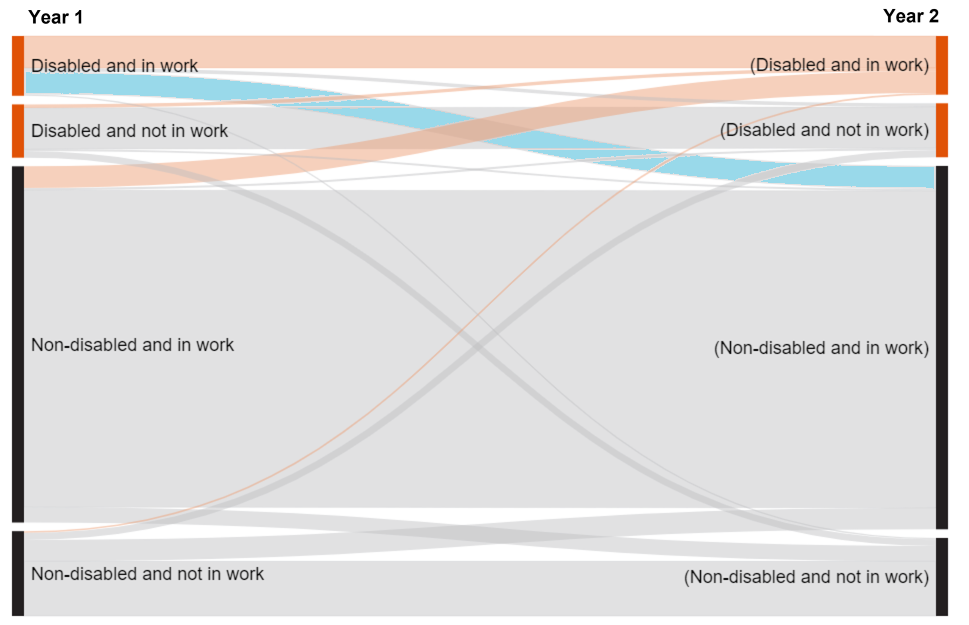 Year 1
Year 2
Disabled and in work
(Disabled and in work)
Disabled and not in work
(Disabled and not in work)
Non-disabled and in work
(Non-disabled and in work)
Non-disabled and not in work
(Non-disabled and not in work)